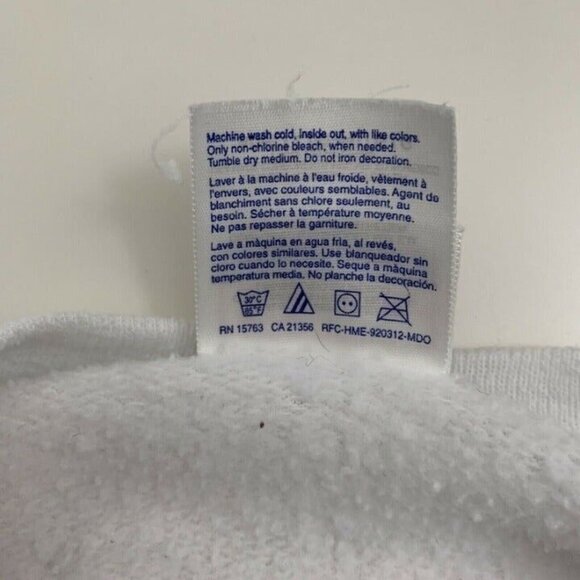 Machine wash cold, inside out, with like colors.
Only non-chlorine bleach, when needed.
Tumble dry medium. Do not iron decoration.
Laver à la machine à l'eau froide, vêtement à
l'envers, avec couleurs semblables. Agent de
blanchiment sans chlore seulement, au
besoin. Sécher à température moyenne.
Ne pas repasser la garniture.
Lave a màquina en agua fria, al revés,
con colores similares. Use blanqueador sin
cloro cuando lo necesite. Seque a màquina
temperatura media. No planche la decoración.
30°C
85°F
RN 15763 CA 21356 RFC-HME-920312-MDO